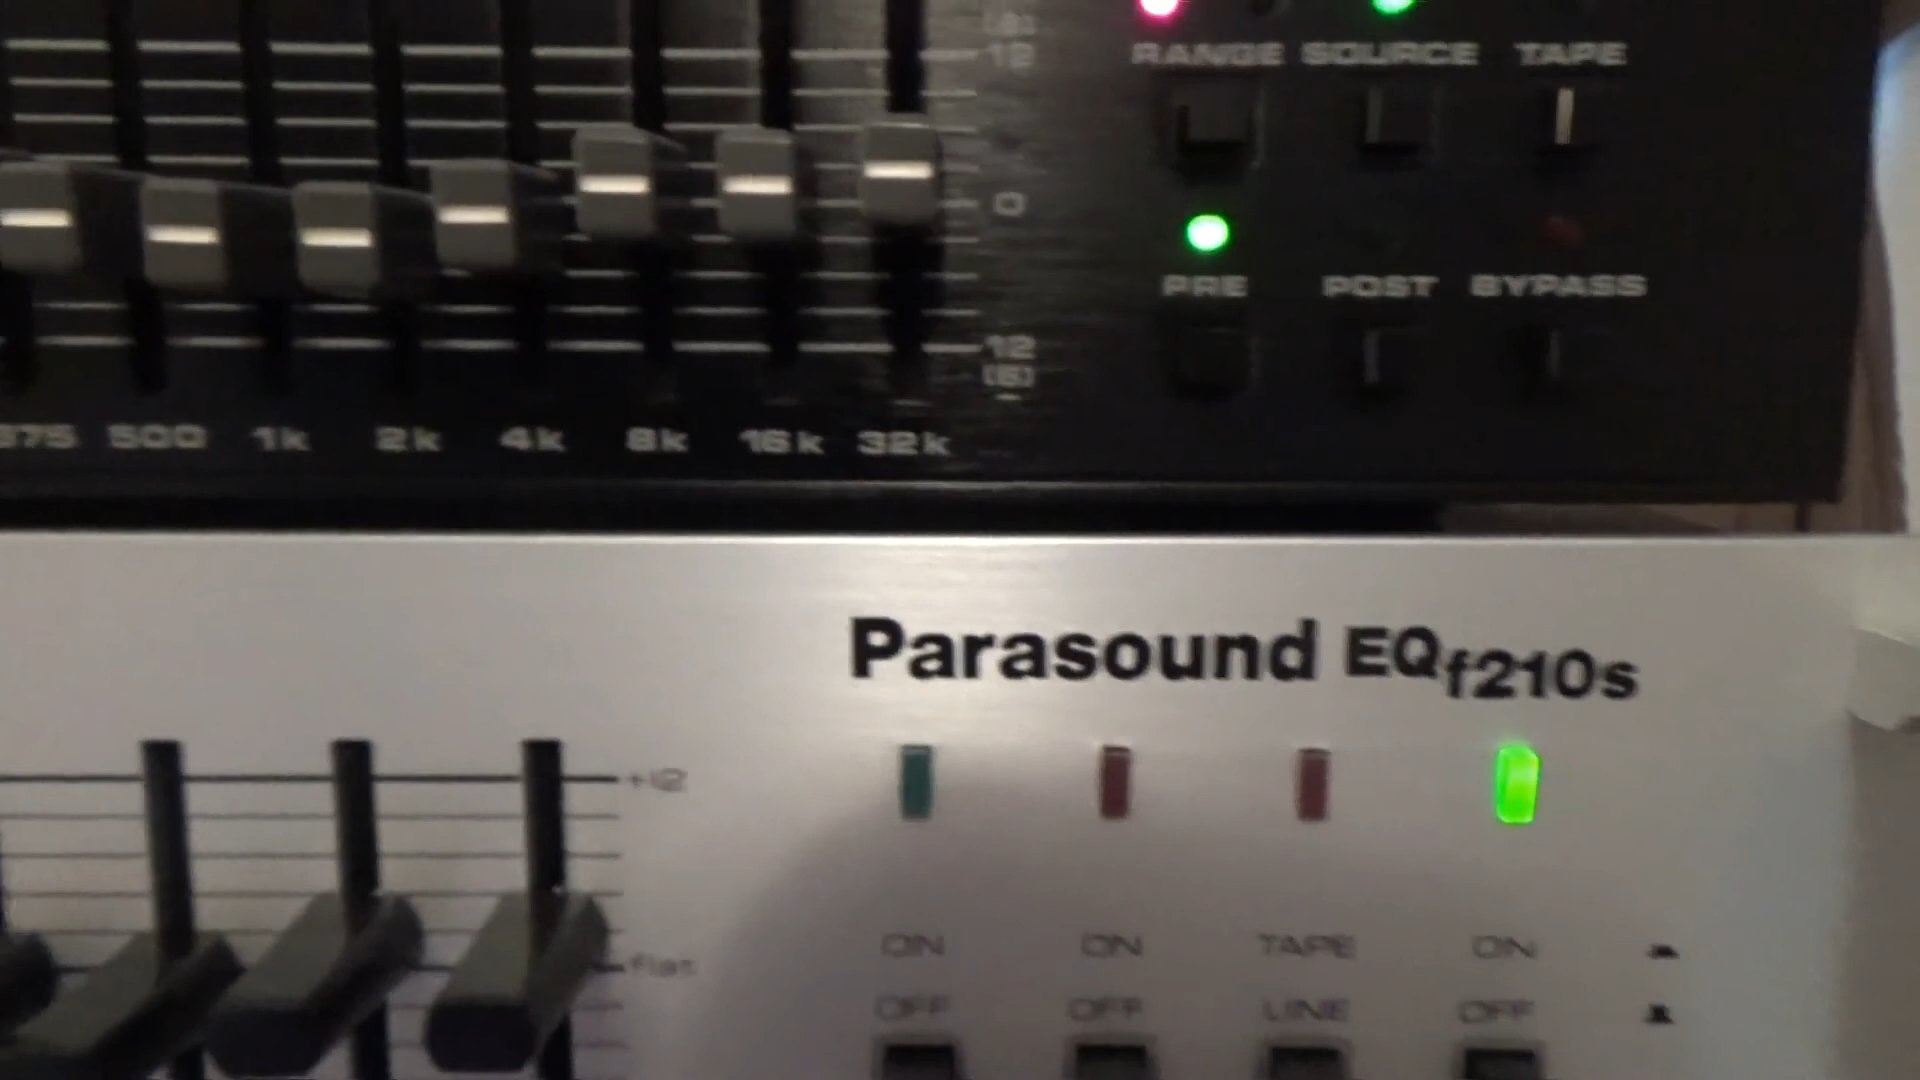 12
RANGE SOURCE TAPE
0
PRE POST BYPASS
12
(6)
375 500 1k 2k 4k 8k 16k 32k
Parasound EQf210s
+12
ON ON TAPE ON
flat
OFF OFF LINE OFF